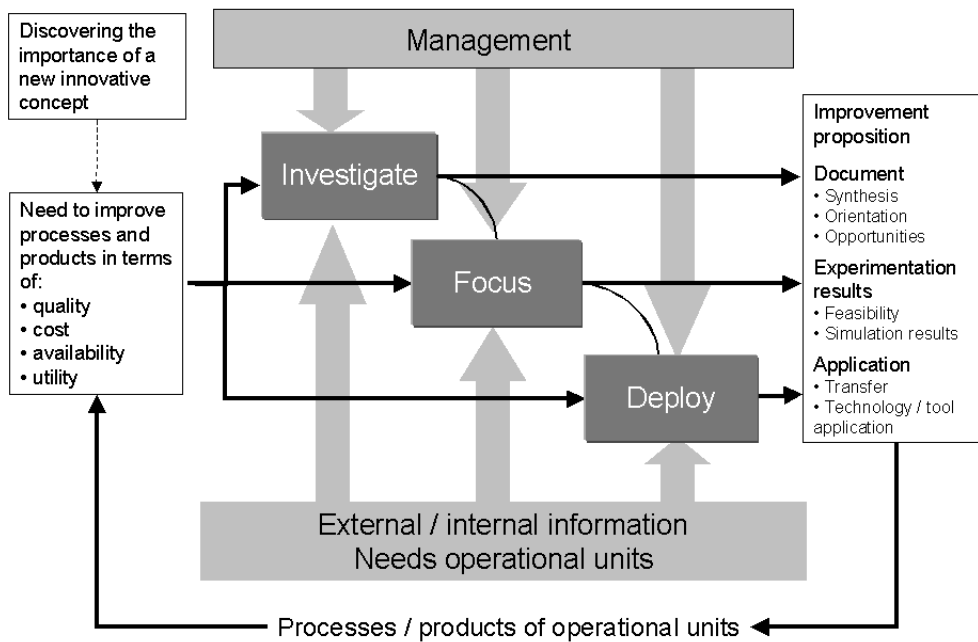 Discovering the
importance of a
new innovative
concept
Need to improve
processes and
products in terms
of:
• quality
• cost
• availability
• utility
Management
Investigate
Focus
Deploy
External / internal information
Needs operational units
Improvement
proposition
Document
• Synthesis
• Orientation
• Opportunities
Experimentation
results
• Feasibility
• Simulation results
Application
• Transfer
• Technology / tool
application
Processes / products of operational units